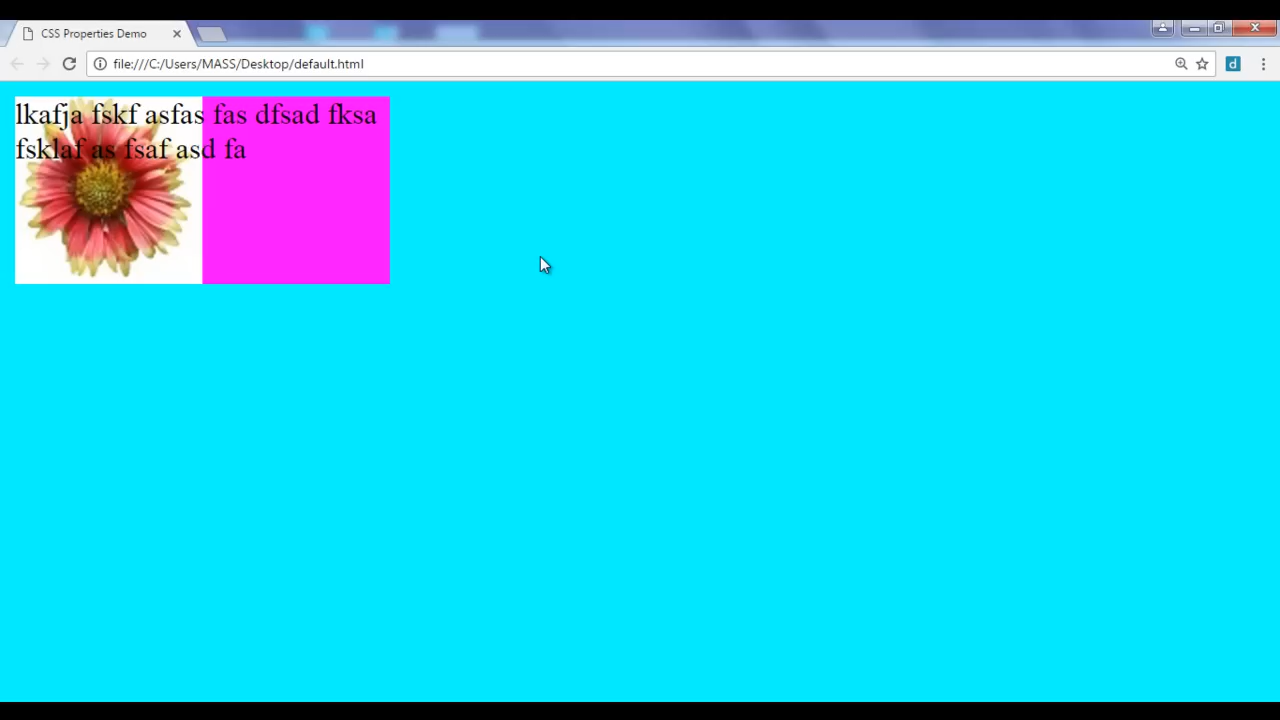 CSS Properties Demo
file:///C:/Users/MASS/Desktop/default.html
d
lkafja fskf asfas fas dfsad fksa
fsklaf as fsaf asd fa